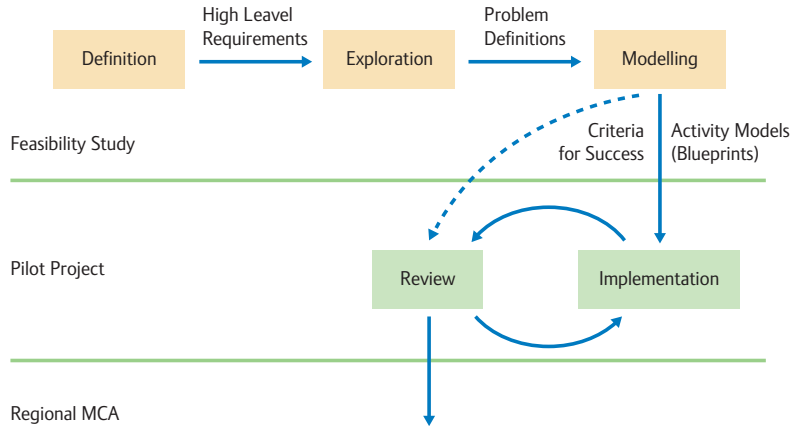 High Leavel
Requirements
Problem
Definitions
Definition
Exploration
Modelling
Feasibility Study
Criteria
for Success
Activity Models
(Blueprints)
Pilot Project
Review
Implementation
Regional MCA